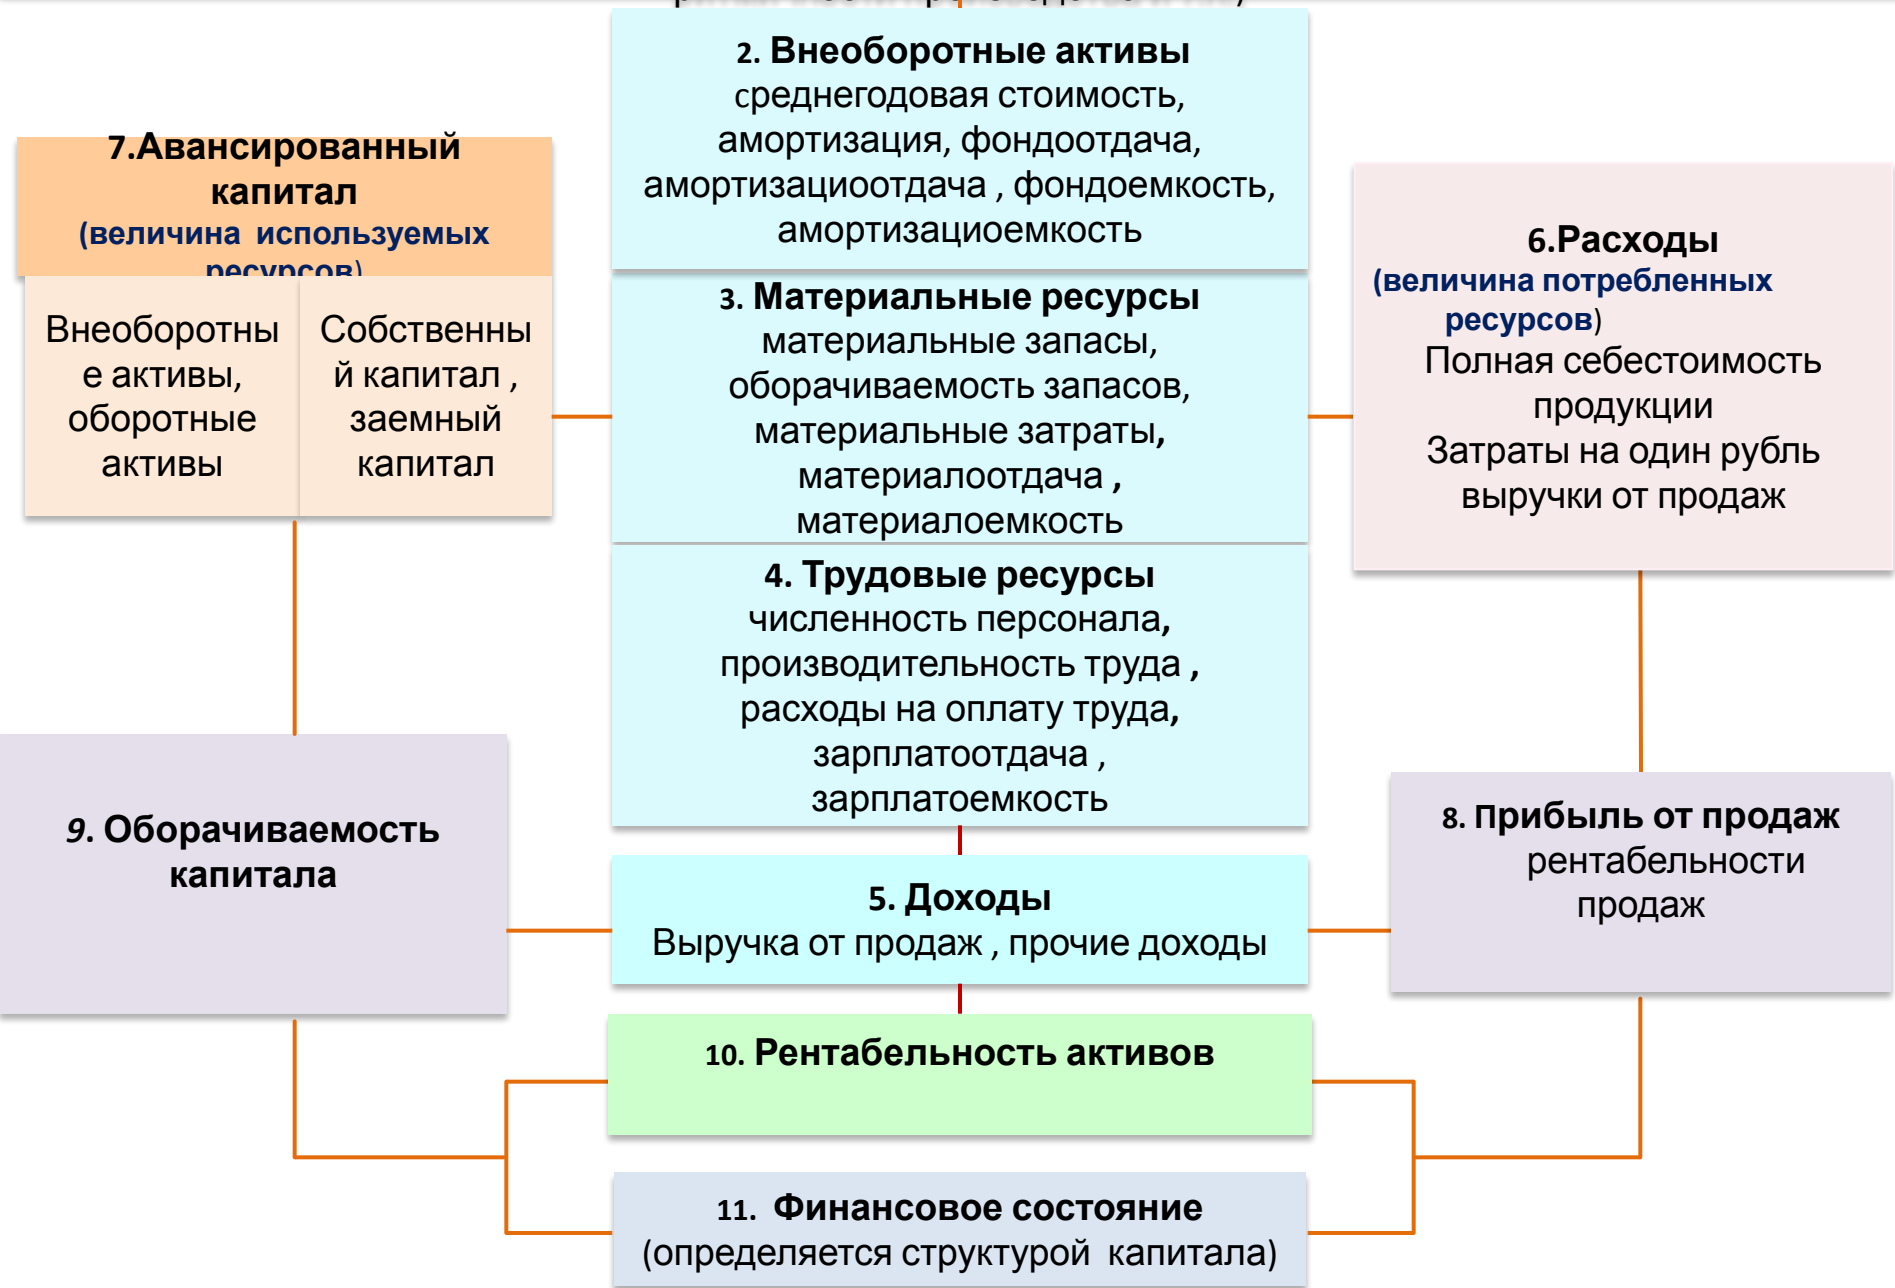 2. Внеоборотные активы
среднегодовая стоимость,
амортизация, фондоотдача,
амортизациоотдача , фондоемкость,
амортизациоемкость
7.Авансированный
капитал
(величина используемых
ресурсов)
Внеоборотны
е активы,
оборотные
активы
Собственны
й капитал ,
заемный
капитал
3. Материальные ресурсы
материальные запасы,
оборачиваемость запасов,
материальные затраты,
материалоотдача ,
материалоемкость
6.Расходы
(величина потребленных
ресурсов)
Полная себестоимость
продукции
Затраты на один рубль
выручки от продаж
4. Трудовые ресурсы
численность персонала,
производительность труда ,
расходы на оплату труда,
зарплатоотдача ,
зарплатоемкость
9. Оборачиваемость
капитала
5. Доходы
Выручка от продаж , прочие доходы
8. Прибыль от продаж
рентабельности
продаж
10. Рентабельность активов
11. Финансовое состояние
(определяется структурой капитала)